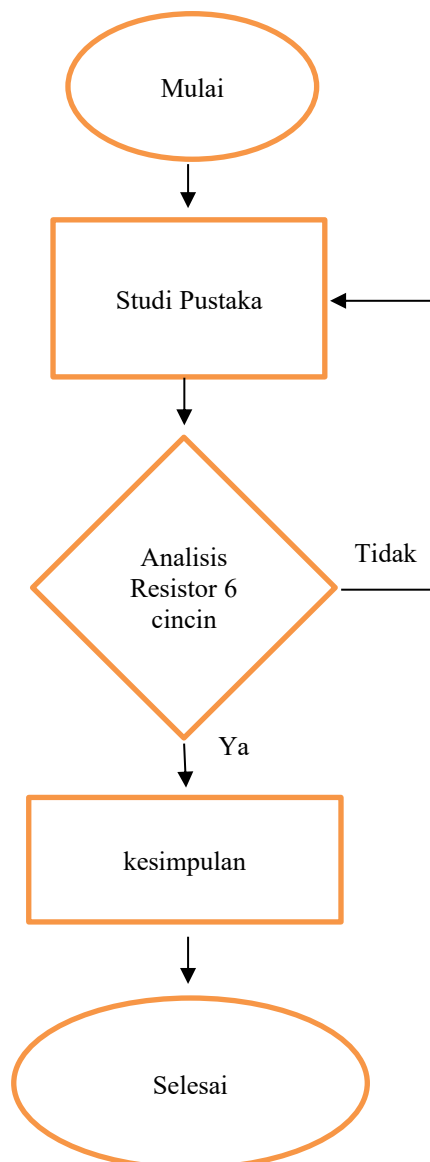 Mulai
Studi Pustaka
Analisis
Resistor 6
cincin
Tidak
Ya
kesimpulan
Selesai